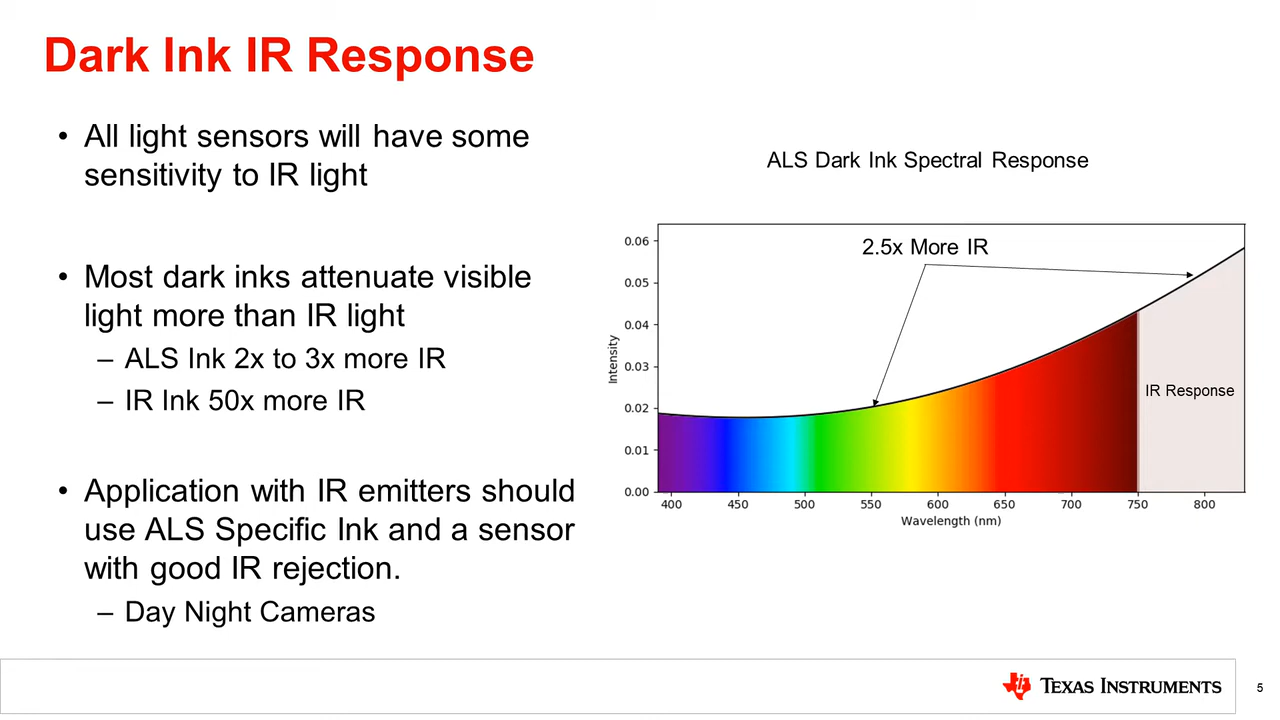 Dark Ink IR Response
• All light sensors will have some
sensitivity to IR light
• Most dark inks attenuate visible
light more than IR light
– ALS Ink 2x to 3x more IR
– IR Ink 50x more IR
• Application with IR emitters should
use ALS Specific Ink and a sensor
with good IR rejection.
– Day Night Cameras
ALS Dark Ink Spectral Response
2.5x More IR
0.06
0.05
0.04
0.03
0.02
0.01
0.00
Intensity
IR Response
400 450 500 550 600 650 700 750 800
Wavelength (nm)
TEXAS INSTRUMENTS
5